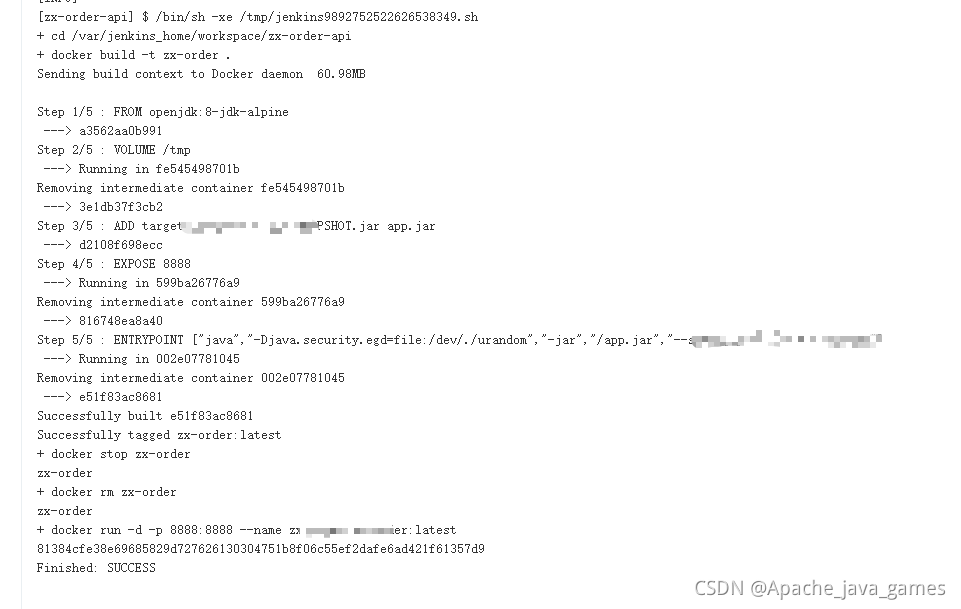 [INFO]
[zx-order-api] $ /bin/sh -xe /tmp/jenkins9892752522626538349.sh
+ cd /var/jenkins_home/workspace/zx-order-api
+ docker build -t zx-order .
Sending build context to Docker daemon  60.98MB
Step 1/5 : FROM openjdk:8-jdk-alpine
---> a3562aa0b991
Step 2/5 : VOLUME /tmp
---> Running in fe545498701b
Removing intermediate container fe545498701b
---> 3e1db37f3cb2
Step 3/5 : ADD target PSHOT.jar app.jar
---> d2108f698ecc
Step 4/5 : EXPOSE 8888
---> Running in 599ba26776a9
Removing intermediate container 599ba26776a9
---> 816748ea8a40
Step 5/5 : ENTRYPOINT ["java","-Djava.security.egd=file:/dev/./urandom","-jar","/app.jar","--
---> Running in 002e07781045
Removing intermediate container 002e07781045
---> e51f83ac8681
Successfully built e51f83ac8681
Successfully tagged zx-order:latest
+ docker stop zx-order
zx-order
+ docker rm zx-order
zx-order
+ docker run -d -p 8888:8888 --name zx er:latest
81384cfe38e69685829d727626130304751b8f06c55ef2dafe6ad421f61357d9
Finished: SUCCESS
CSDN @Apache_java_games